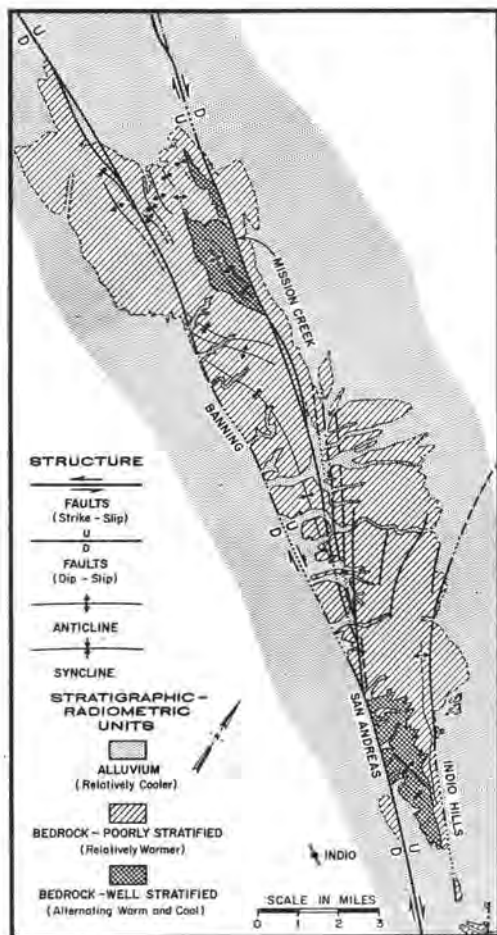 U
D
U
D
MISSION CREEK
BANNING
U
D
SAN ANDREAS
INDIO HILLS
U
D
INDIO
STRUCTURE
FAULTS
(Strike - Slip)
U
D
FAULTS
(Dip - Slip)
ANTICLINE
SYNCLINE
STRATIGRAPHIC -
RADIOMETRIC
UNITS
ALLUVIUM
(Relatively Cooler)
BEDROCK - POORLY STRATIFIED
(Relatively Warmer)
BEDROCK - WELL STRATIFIED
(Alternating Warm and Cool)
SCALE IN MILES
0 1 2 3